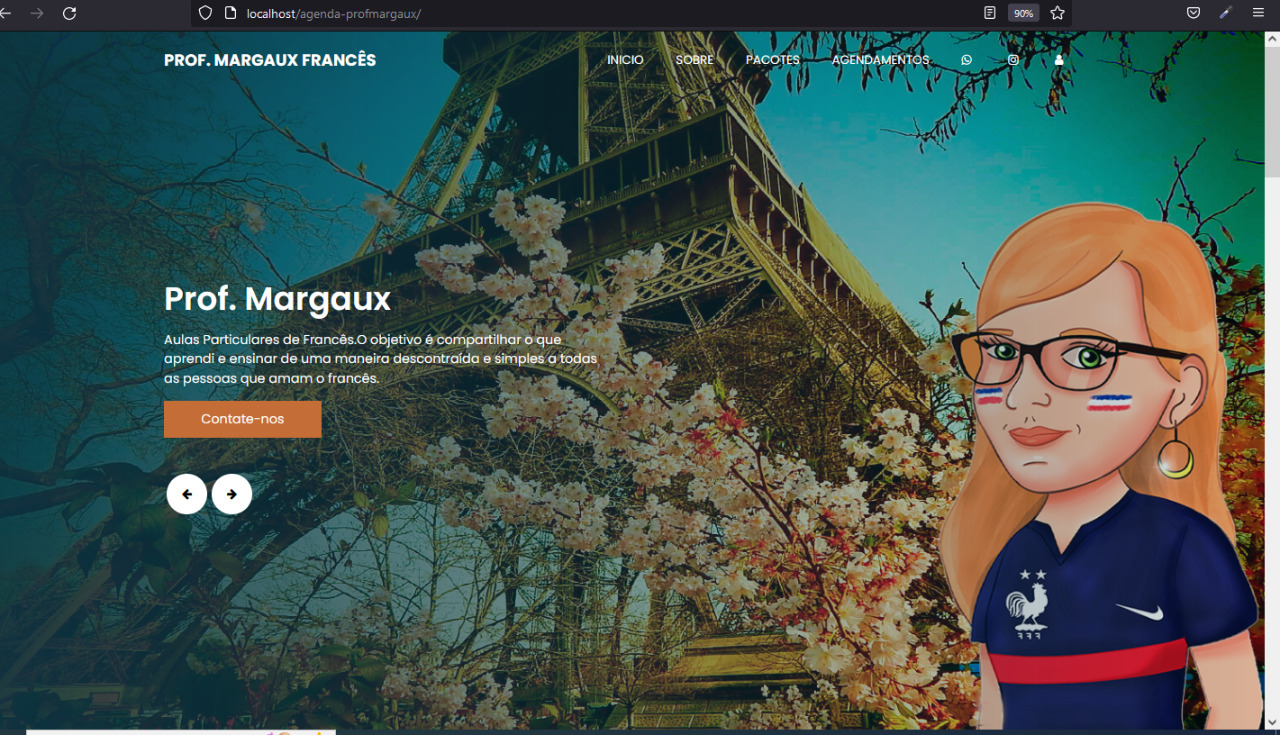 localhost/agenda-profmargaux/
90%
PROF. MARGAUX FRANCÊS
INICIO
SOBRE
PACOTES
AGENDAMENTOS
Prof. Margaux
Aulas Particulares de Francês.O objetivo é compartilhar o que
aprendi e ensinar de uma maneira descontraída e simples a todas
as pessoas que amam o francês.
Contate-nos
FFF